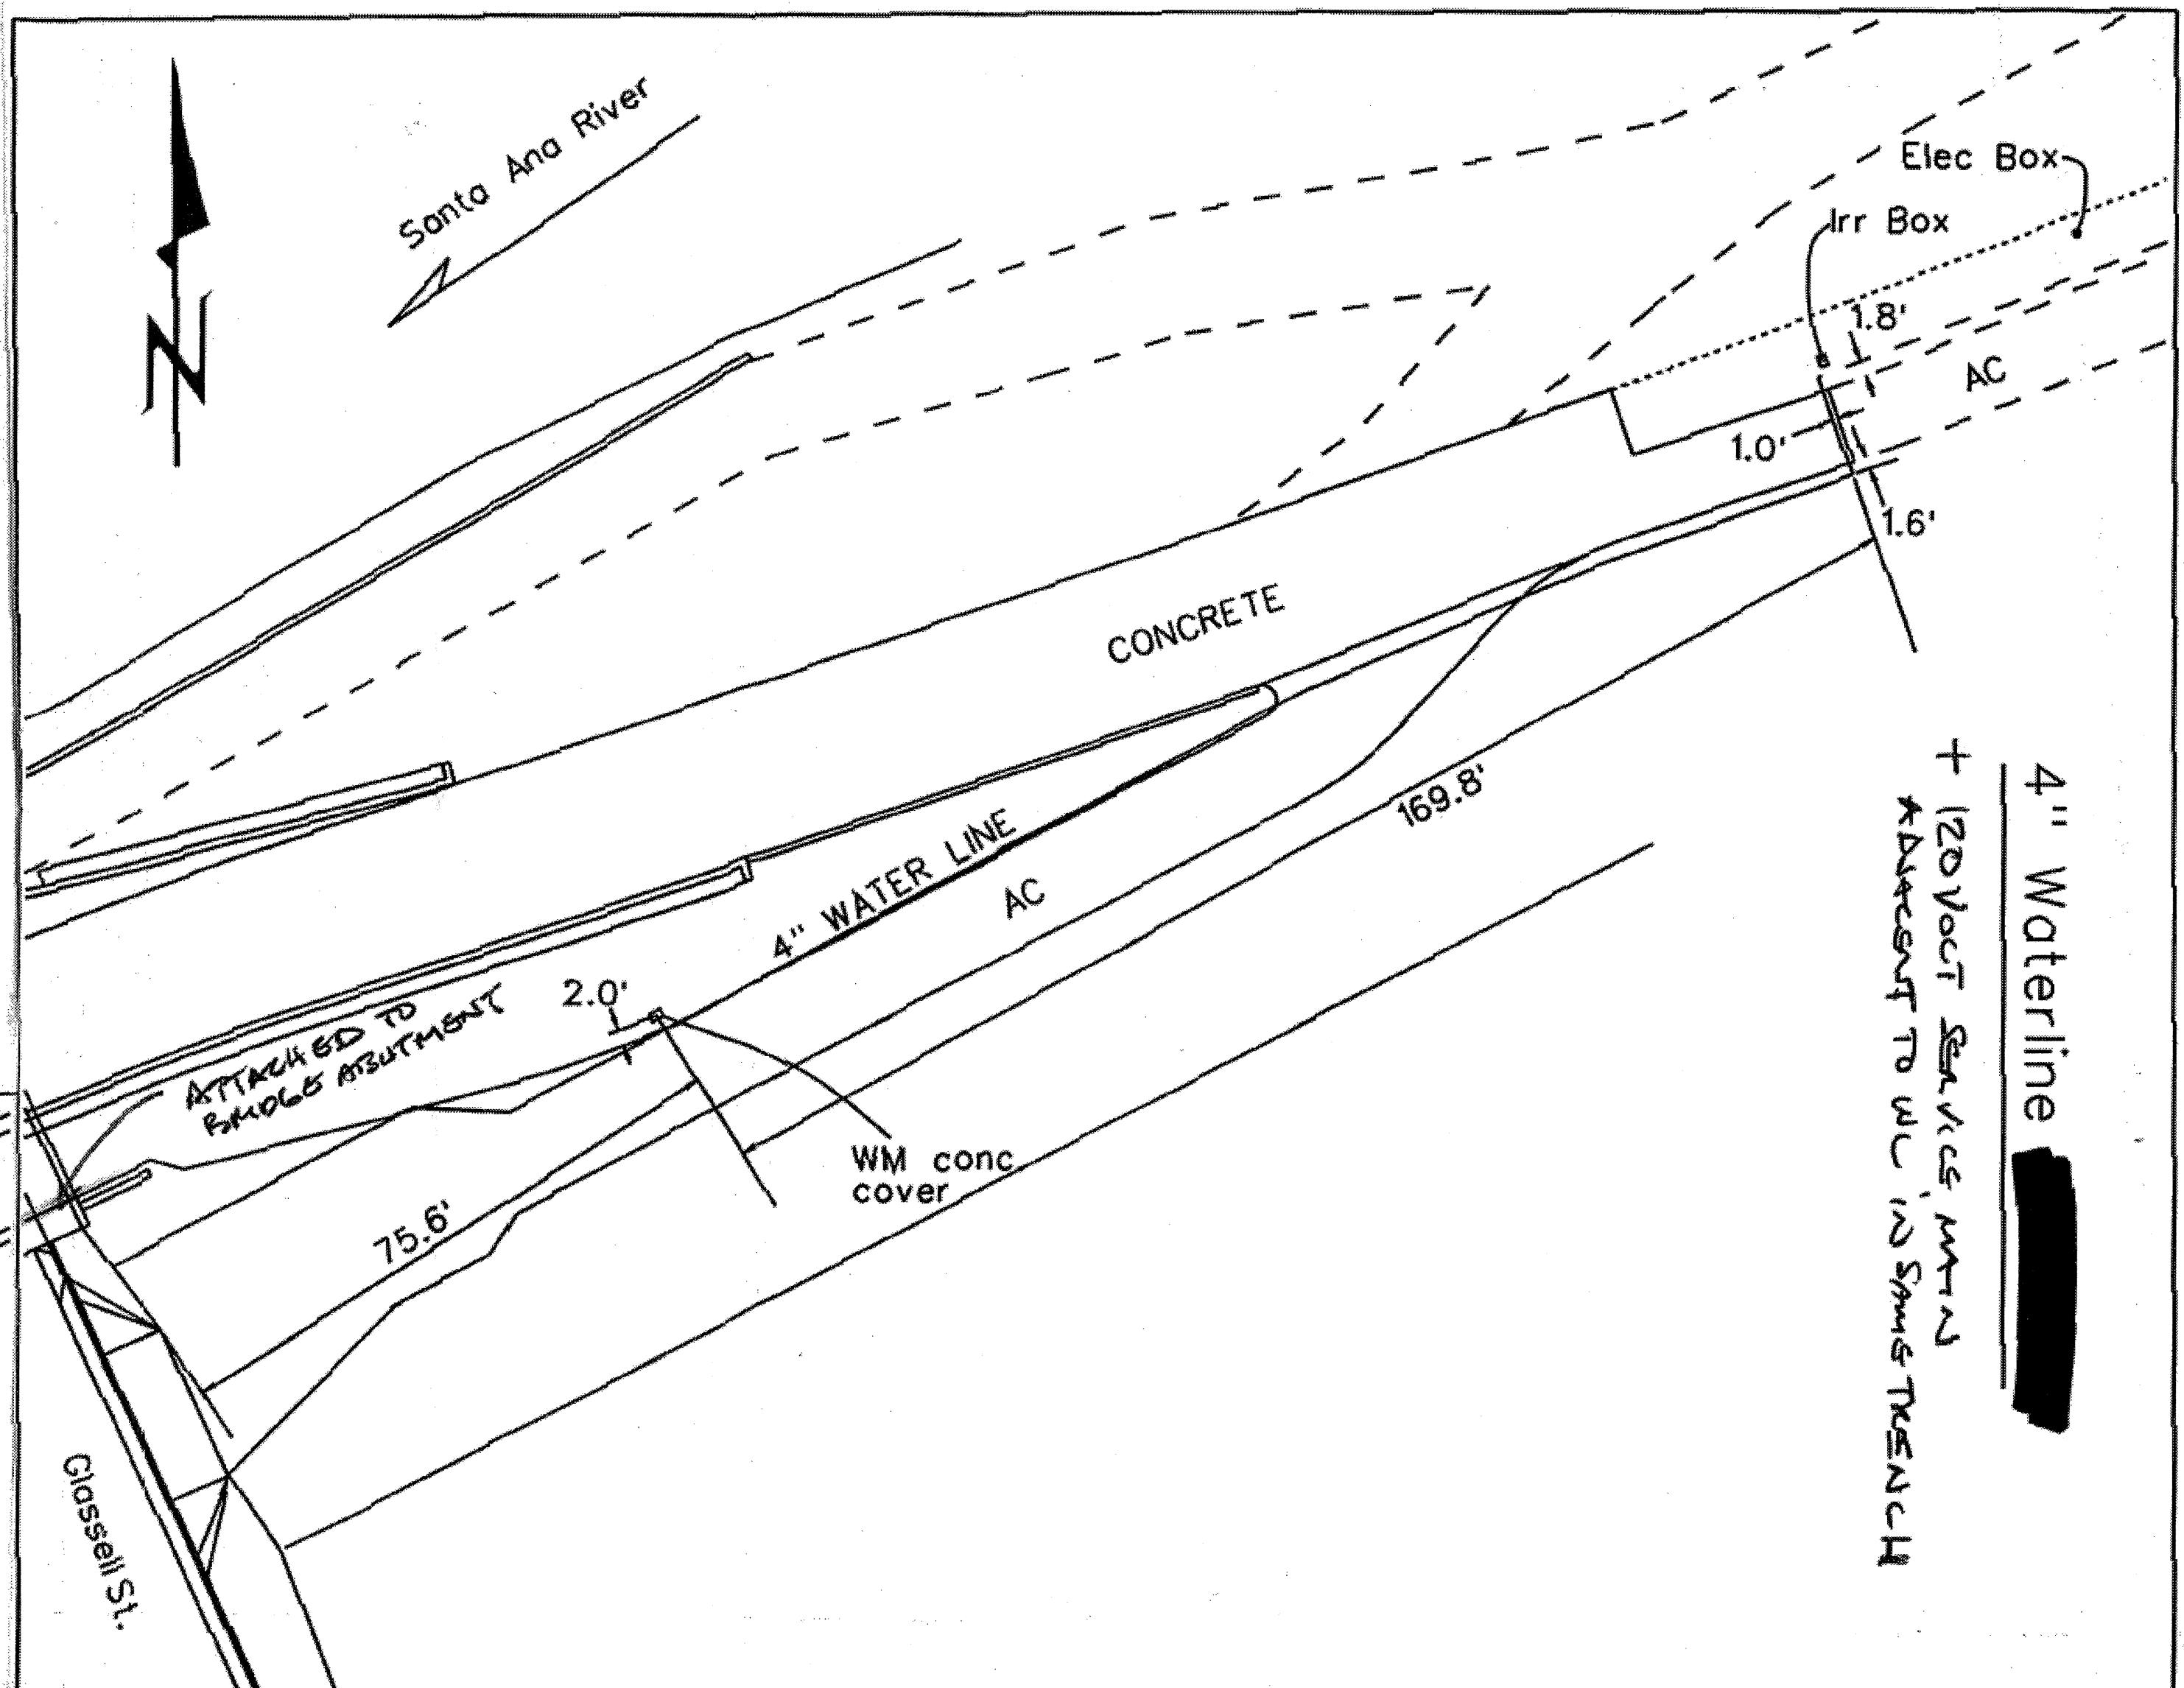 Santa Ana River
N
Elec Box
Irr Box
1.8'
AC
1.0'
1.6'
CONCRETE
169.8'
4" WATER LINE
AC
2.0'
ATTACHED TO
BRIDGE ABUTMENT
WM conc
cover
75.6'
Glassell St.
4" Waterline
+ 120 VOLT SERVICE MAIN
ADJACENT TO WL IN SAME TRENCH